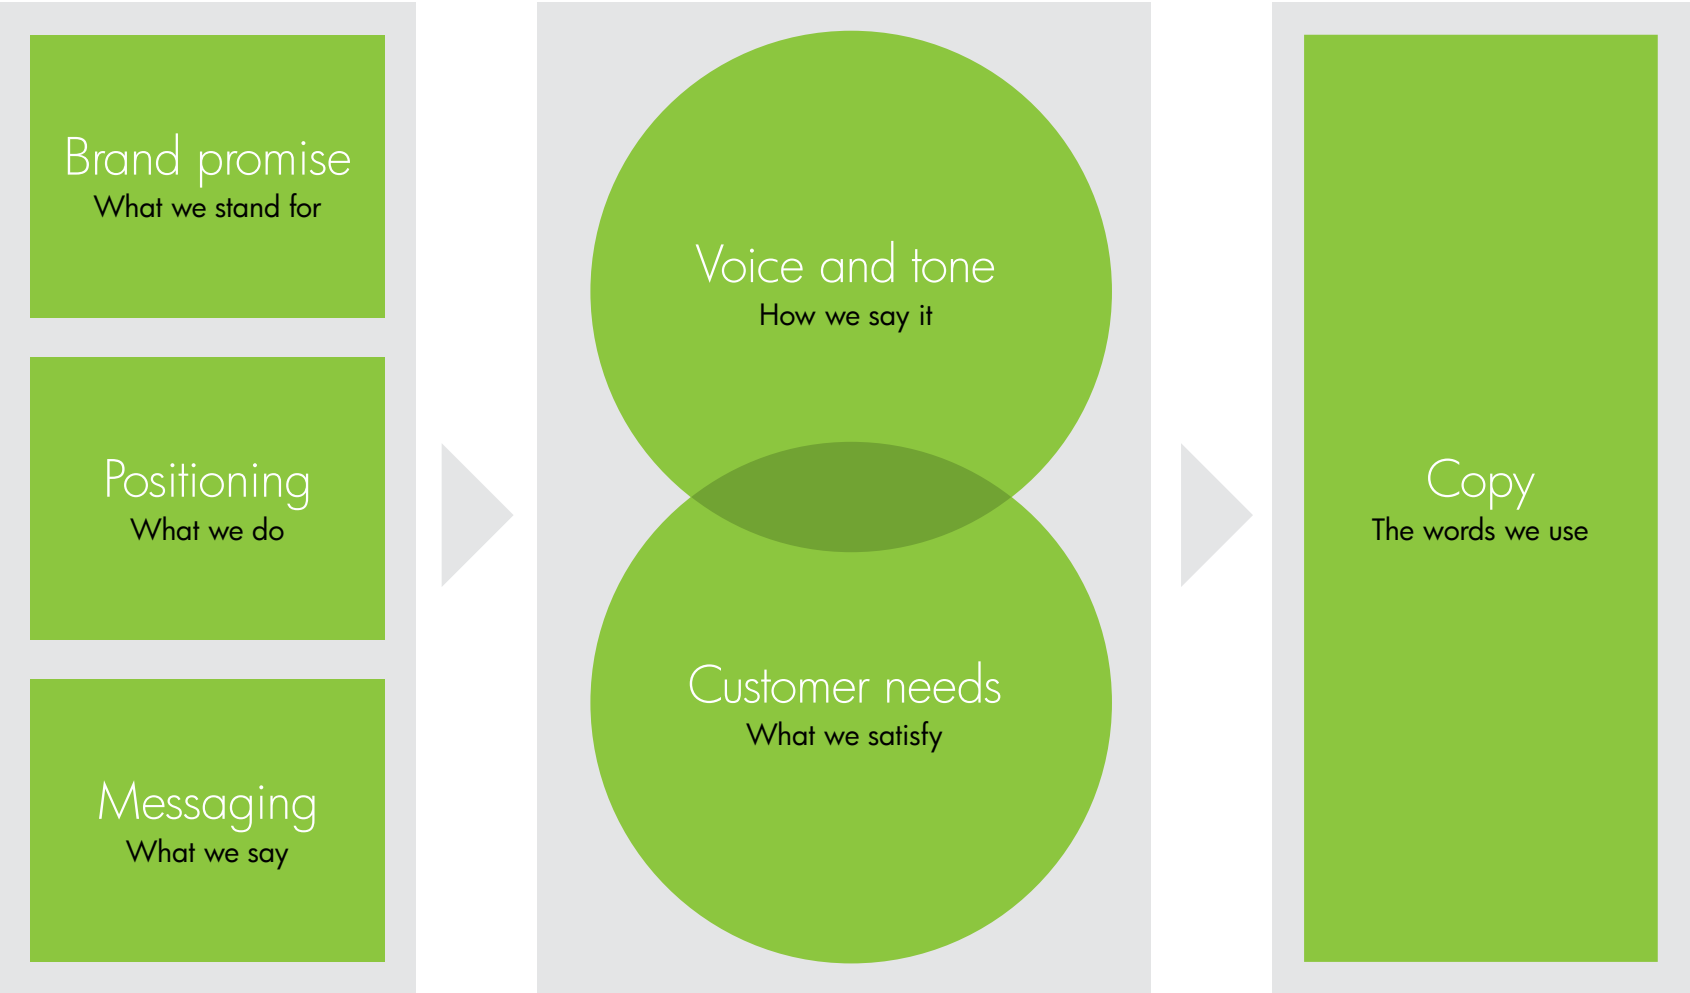 Brand promise
What we stand for
Positioning
What we do
Messaging
What we say
Voice and tone
How we say it
Customer needs
What we satisfy
Copy
The words we use